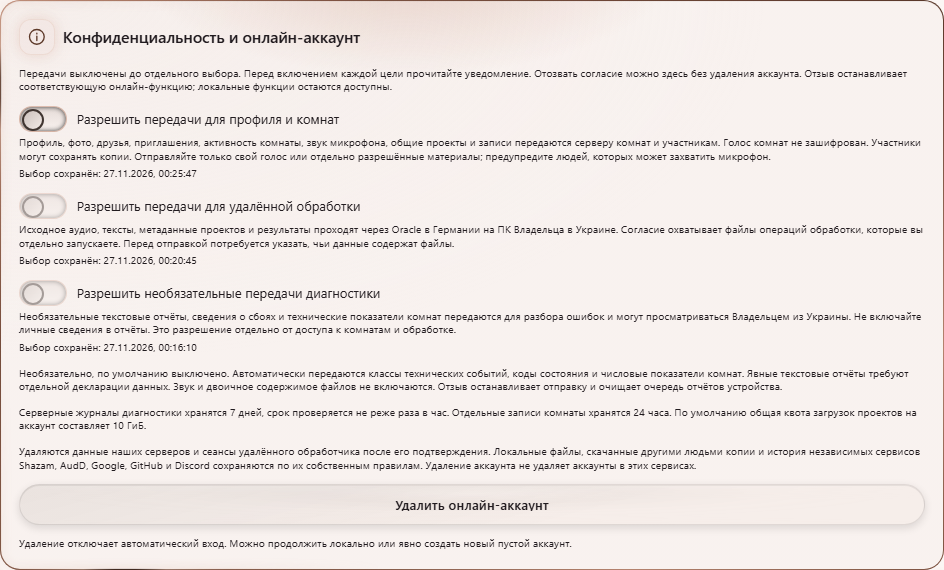 Конфиденциальность и онлайн-аккаунт
Передачи выключены до отдельного выбора. Перед включением каждой цели прочитайте уведомление. Отозвать согласие можно здесь без удаления аккаунта. Отзыв останавливает
соответствующую онлайн-функцию; локальные функции остаются доступны.
Разрешить передачи для профиля и комнат
Профиль, фото, друзья, приглашения, активность комнаты, звук микрофона, общие проекты и записи передаются серверу комнат и участникам. Голос комнат не зашифрован. Участники
могут сохранять копии. Отправляйте только свой голос или отдельно разрешённые материалы; предупредите людей, которых может захватить микрофон.
Выбор сохранён: 27.11.2026, 00:25:47
Разрешить передачи для удалённой обработки
Исходное аудио, тексты, метаданные проектов и результаты проходят через Oracle в Германии на ПК Владельца в Украине. Согласие охватывает файлы операций обработки, которые вы
отдельно запускаете. Перед отправкой потребуется указать, чьи данные содержат файлы.
Выбор сохранён: 27.11.2026, 00:20:45
Разрешить необязательные передачи диагностики
Необязательные текстовые отчёты, сведения о сбоях и технические показатели комнат передаются для разбора ошибок и могут просматриваться Владельцем из Украины. Не включайте
личные сведения в отчёты. Это разрешение отдельно от доступа к комнатам и обработке.
Выбор сохранён: 27.11.2026, 00:16:10
Необязательно, по умолчанию выключено. Автоматически передаются классы технических событий, коды состояния и числовые показатели комнат. Явные текстовые отчёты требуют
отдельной декларации данных. Звук и двоичное содержимое файлов не включаются. Отзыв останавливает отправку и очищает очередь отчётов устройства.
Серверные журналы диагностики хранятся 7 дней, срок проверяется не реже раза в час. Отдельные записи комнаты хранятся 24 часа. По умолчанию общая квота загрузок проектов на
аккаунт составляет 10 ГиБ.
Удаляются данные наших серверов и сеансы удалённого обработчика после его подтверждения. Локальные файлы, скачанные другими людьми копии и история независимых сервисов
Shazam, AudD, Google, GitHub и Discord сохраняются по их собственным правилам. Удаление аккаунта не удаляет аккаунты в этих сервисах.
Удалить онлайн-аккаунт
Удаление отключает автоматический вход. Можно продолжить локально или явно создать новый пустой аккаунт.